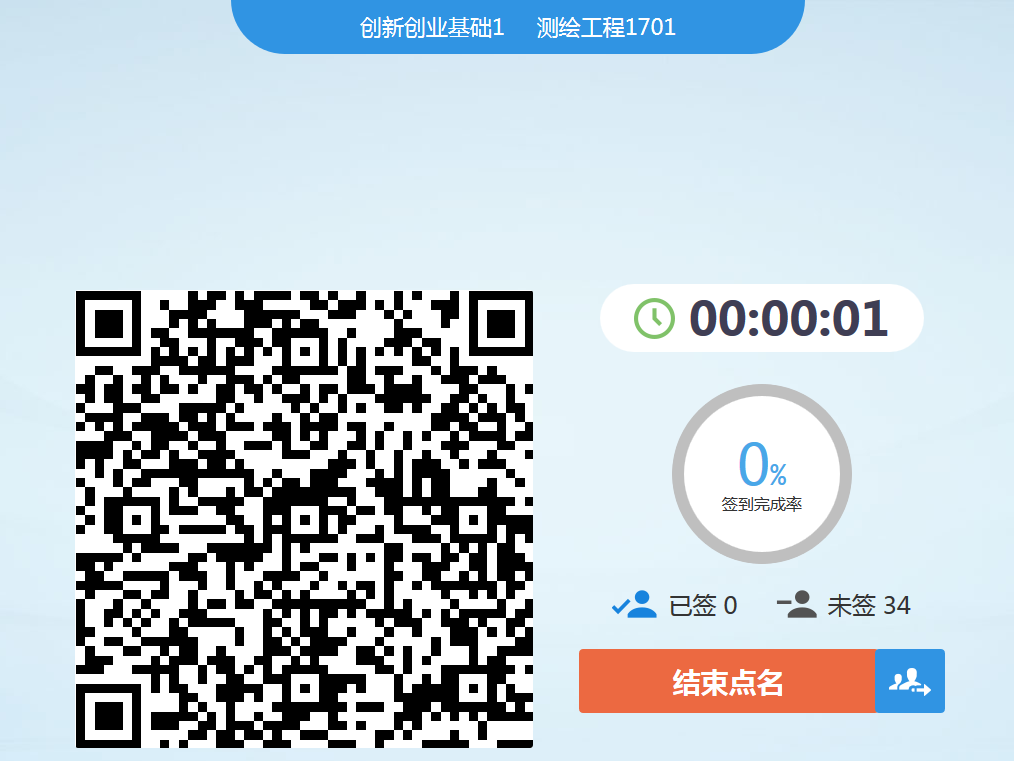 创新创业基础1 测绘工程1701
00:00:01
0%
签到完成率
已签 0 未签 34
结束点名